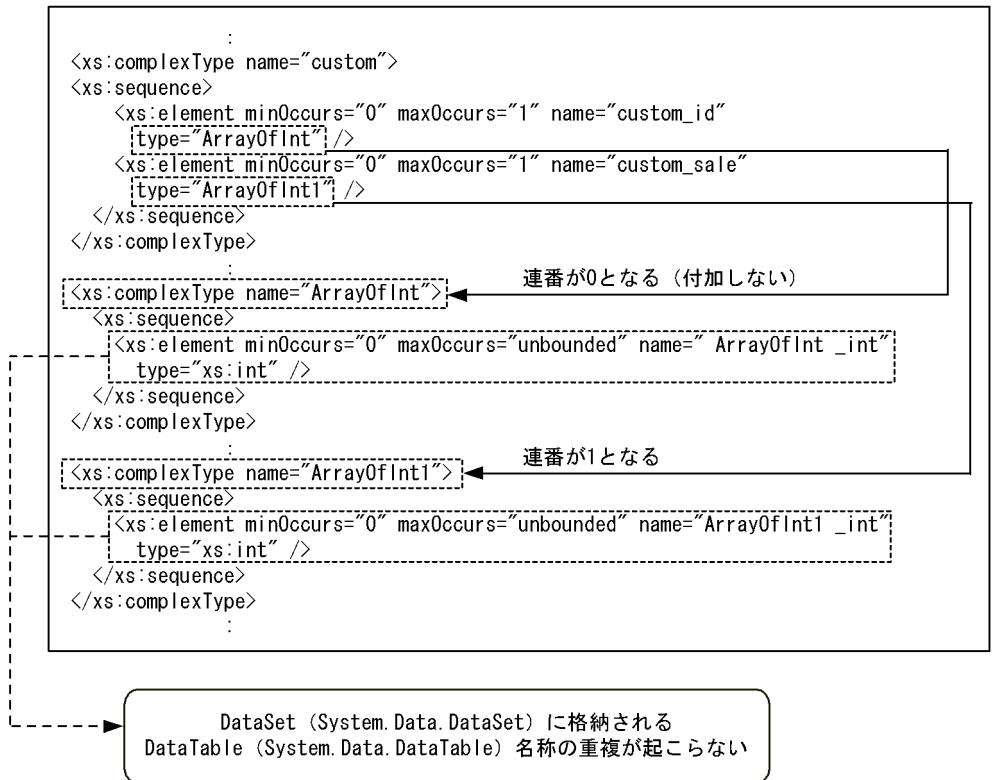 :
<xs:complexType name="custom">
<xs:sequence>
<xs:element minOccurs="0" maxOccurs="1" name="custom_id"
type="ArrayOfInt" />
<xs:element minOccurs="0" maxOccurs="1" name="custom_sale"
type="ArrayOfInt1" />
</xs:sequence>
</xs:complexType>
:
<xs:complexType name="ArrayOfInt">
連番が0となる（付加しない）
<xs:sequence>
<xs:element minOccurs="0" maxOccurs="unbounded" name=" ArrayOfInt _int"
type="xs:int" />
</xs:sequence>
</xs:complexType>
:
<xs:complexType name="ArrayOfInt1">
連番が1となる
<xs:sequence>
<xs:element minOccurs="0" maxOccurs="unbounded" name="ArrayOfInt1 _int"
type="xs:int" />
</xs:sequence>
</xs:complexType>
:
DataSet（System.Data.DataSet）に格納される
DataTable（System.Data.DataTable）名称の重複が起こらない